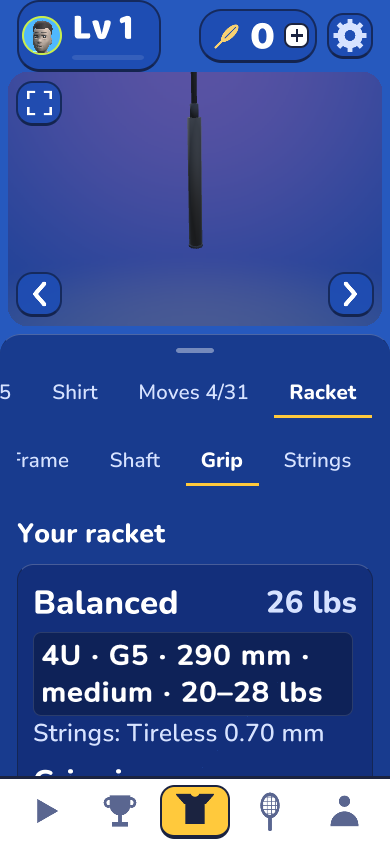 Lv 1
0
5 Shirt Moves 4/31 Racket
Frame Shaft Grip Strings
Your racket
Balanced 26 lbs
4U · G5 · 290 mm ·
medium · 20–28 lbs
Strings: Tireless 0.70 mm